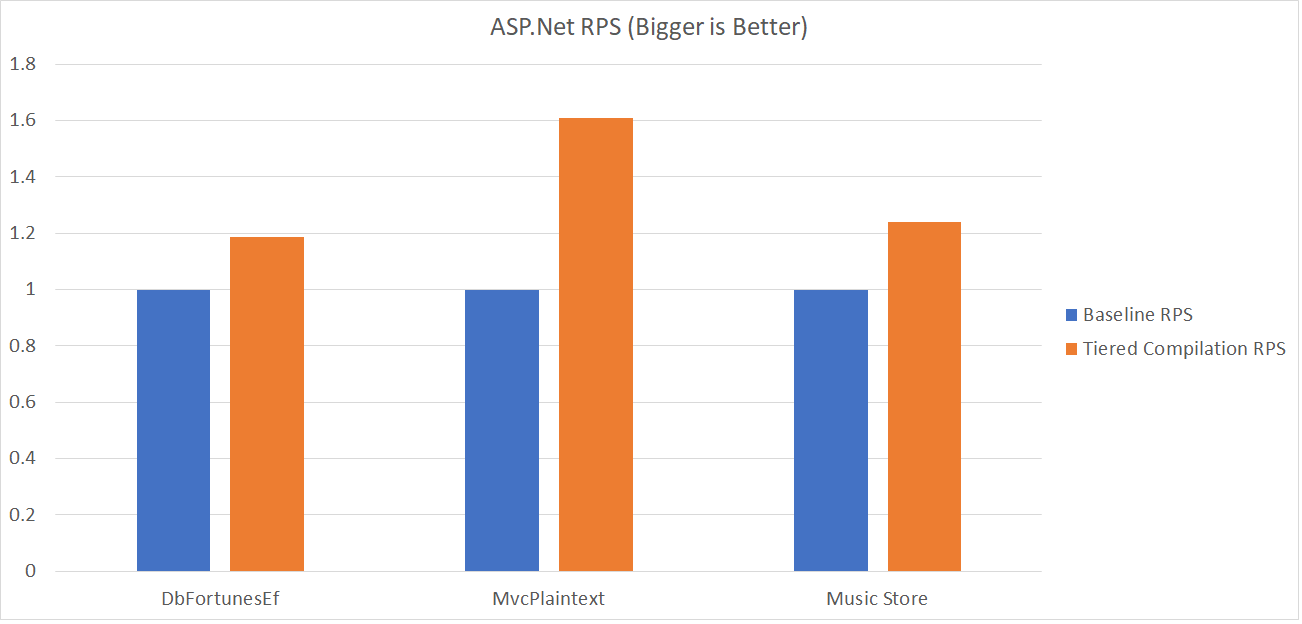 ASP.Net RPS (Bigger is Better)
1.8
1.6
1.4
1.2
1
0.8
0.6
0.4
0.2
0
DbFortunesEf
MvcPlaintext
Music Store
Baseline RPS
Tiered Compilation RPS